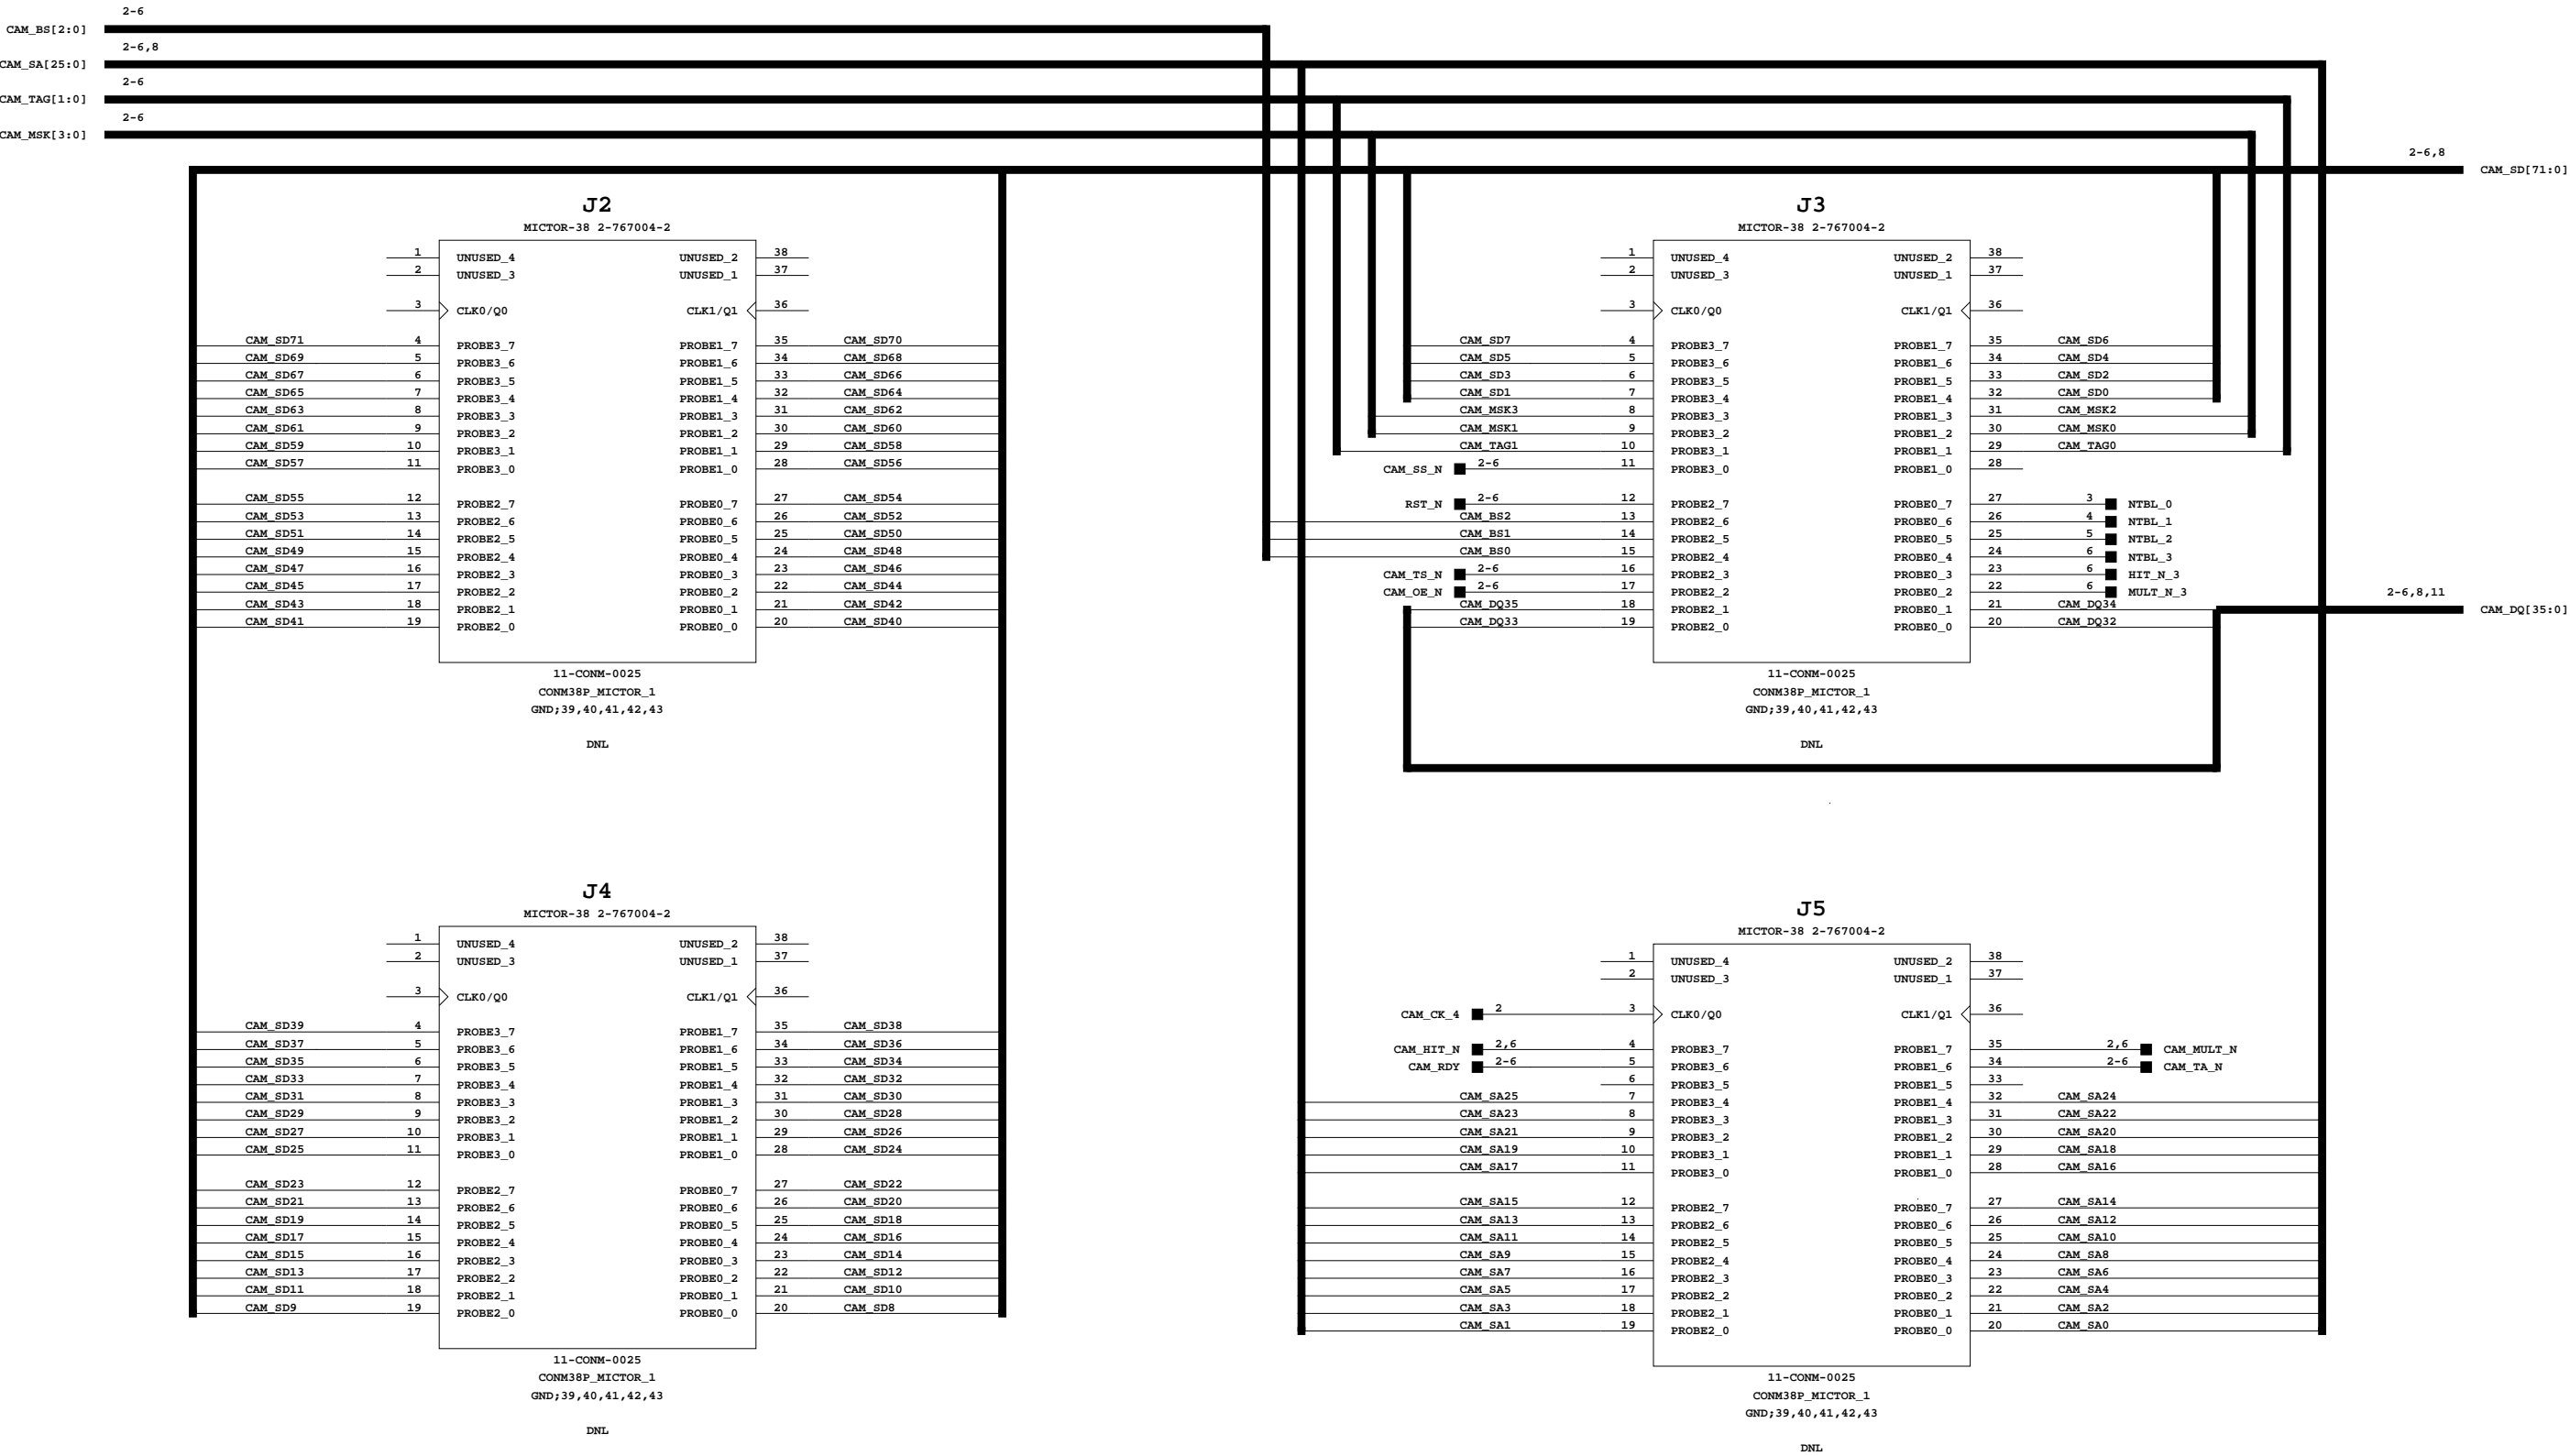 2-6
CAM_BS[2:0]
2-6,8
CAM_SA[25:0]
2-6
CAM_TAG[1:0]
2-6
CAM_MSK[3:0]
2-6,8
CAM_SD[71:0]
J2
MICTOR-38 2-767004-2
1 UNUSED_4 UNUSED_2 38
2 UNUSED_3 UNUSED_1 37
3 CLK0/Q0 CLK1/Q1 36
CAM_SD71 4 PROBE3_7 PROBE1_7 35 CAM_SD70
CAM_SD69 5 PROBE3_6 PROBE1_6 34 CAM_SD68
CAM_SD67 6 PROBE3_5 PROBE1_5 33 CAM_SD66
CAM_SD65 7 PROBE3_4 PROBE1_4 32 CAM_SD64
CAM_SD63 8 PROBE3_3 PROBE1_3 31 CAM_SD62
CAM_SD61 9 PROBE3_2 PROBE1_2 30 CAM_SD60
CAM_SD59 10 PROBE3_1 PROBE1_1 29 CAM_SD58
CAM_SD57 11 PROBE3_0 PROBE1_0 28 CAM_SD56
CAM_SD55 12 PROBE2_7 PROBE0_7 27 CAM_SD54
CAM_SD53 13 PROBE2_6 PROBE0_6 26 CAM_SD52
CAM_SD51 14 PROBE2_5 PROBE0_5 25 CAM_SD50
CAM_SD49 15 PROBE2_4 PROBE0_4 24 CAM_SD48
CAM_SD47 16 PROBE2_3 PROBE0_3 23 CAM_SD46
CAM_SD45 17 PROBE2_2 PROBE0_2 22 CAM_SD44
CAM_SD43 18 PROBE2_1 PROBE0_1 21 CAM_SD42
CAM_SD41 19 PROBE2_0 PROBE0_0 20 CAM_SD40
11-CONM-0025
CONM38P_MICTOR_1
GND;39,40,41,42,43
DNL
J3
MICTOR-38 2-767004-2
1 UNUSED_4 UNUSED_2 38
2 UNUSED_3 UNUSED_1 37
3 CLK0/Q0 CLK1/Q1 36
CAM_SD7 4 PROBE3_7 PROBE1_7 35 CAM_SD6
CAM_SD5 5 PROBE3_6 PROBE1_6 34 CAM_SD4
CAM_SD3 6 PROBE3_5 PROBE1_5 33 CAM_SD2
CAM_SD1 7 PROBE3_4 PROBE1_4 32 CAM_SD0
CAM_MSK3 8 PROBE3_3 PROBE1_3 31 CAM_MSK2
CAM_MSK1 9 PROBE3_2 PROBE1_2 30 CAM_MSK0
CAM_TAG1 10 PROBE3_1 PROBE1_1 29 CAM_TAG0
CAM_SS_N 2-6 11 PROBE3_0 PROBE1_0 28
RST_N 2-6 12 PROBE2_7 PROBE0_7 27 3 NTBL_0
CAM_BS2 13 PROBE2_6 PROBE0_6 26 4 NTBL_1
CAM_BS1 14 PROBE2_5 PROBE0_5 25 5 NTBL_2
CAM_BS0 15 PROBE2_4 PROBE0_4 24 6 NTBL_3
CAM_TS_N 2-6 16 PROBE2_3 PROBE0_3 23 6 HIT_N_3
CAM_OE_N 2-6 17 PROBE2_2 PROBE0_2 22 6 MULT_N_3
CAM_DQ35 18 PROBE2_1 PROBE0_1 21 CAM_DQ34
CAM_DQ33 19 PROBE2_0 PROBE0_0 20 CAM_DQ32
2-6,8,11
CAM_DQ[35:0]
11-CONM-0025
CONM38P_MICTOR_1
GND;39,40,41,42,43
DNL
J4
MICTOR-38 2-767004-2
1 UNUSED_4 UNUSED_2 38
2 UNUSED_3 UNUSED_1 37
3 CLK0/Q0 CLK1/Q1 36
CAM_SD39 4 PROBE3_7 PROBE1_7 35 CAM_SD38
CAM_SD37 5 PROBE3_6 PROBE1_6 34 CAM_SD36
CAM_SD35 6 PROBE3_5 PROBE1_5 33 CAM_SD34
CAM_SD33 7 PROBE3_4 PROBE1_4 32 CAM_SD32
CAM_SD31 8 PROBE3_3 PROBE1_3 31 CAM_SD30
CAM_SD29 9 PROBE3_2 PROBE1_2 30 CAM_SD28
CAM_SD27 10 PROBE3_1 PROBE1_1 29 CAM_SD26
CAM_SD25 11 PROBE3_0 PROBE1_0 28 CAM_SD24
CAM_SD23 12 PROBE2_7 PROBE0_7 27 CAM_SD22
CAM_SD21 13 PROBE2_6 PROBE0_6 26 CAM_SD20
CAM_SD19 14 PROBE2_5 PROBE0_5 25 CAM_SD18
CAM_SD17 15 PROBE2_4 PROBE0_4 24 CAM_SD16
CAM_SD15 16 PROBE2_3 PROBE0_3 23 CAM_SD14
CAM_SD13 17 PROBE2_2 PROBE0_2 22 CAM_SD12
CAM_SD11 18 PROBE2_1 PROBE0_1 21 CAM_SD10
CAM_SD9 19 PROBE2_0 PROBE0_0 20 CAM_SD8
11-CONM-0025
CONM38P_MICTOR_1
GND;39,40,41,42,43
DNL
J5
MICTOR-38 2-767004-2
1 UNUSED_4 UNUSED_2 38
2 UNUSED_3 UNUSED_1 37
CAM_CK_4 2 3 CLK0/Q0 CLK1/Q1 36
CAM_HIT_N 2,6 4 PROBE3_7 PROBE1_7 35 2,6 CAM_MULT_N
CAM_RDY 2-6 5 PROBE3_6 PROBE1_6 34 2-6 CAM_TA_N
6 PROBE3_5 PROBE1_5 33
CAM_SA25 7 PROBE3_4 PROBE1_4 32 CAM_SA24
CAM_SA23 8 PROBE3_3 PROBE1_3 31 CAM_SA22
CAM_SA21 9 PROBE3_2 PROBE1_2 30 CAM_SA20
CAM_SA19 10 PROBE3_1 PROBE1_1 29 CAM_SA18
CAM_SA17 11 PROBE3_0 PROBE1_0 28 CAM_SA16
CAM_SA15 12 PROBE2_7 PROBE0_7 27 CAM_SA14
CAM_SA13 13 PROBE2_6 PROBE0_6 26 CAM_SA12
CAM_SA11 14 PROBE2_5 PROBE0_5 25 CAM_SA10
CAM_SA9 15 PROBE2_4 PROBE0_4 24 CAM_SA8
CAM_SA7 16 PROBE2_3 PROBE0_3 23 CAM_SA6
CAM_SA5 17 PROBE2_2 PROBE0_2 22 CAM_SA4
CAM_SA3 18 PROBE2_1 PROBE0_1 21 CAM_SA2
CAM_SA1 19 PROBE2_0 PROBE0_0 20 CAM_SA0
11-CONM-0025
CONM38P_MICTOR_1
GND;39,40,41,42,43
DNL